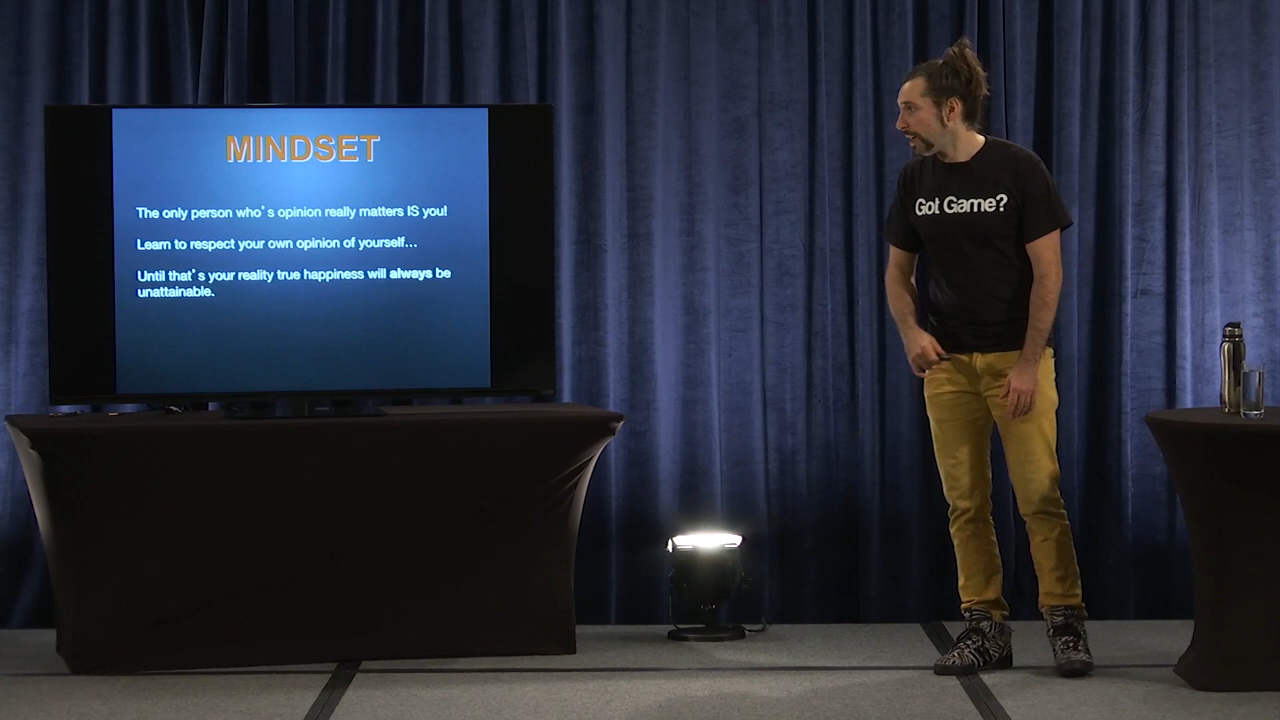 MINDSET
The only person who's opinion really matters IS you!
Learn to respect your own opinion of yourself...
Until that's your reality true happiness will always be
unattainable.
Got Game?